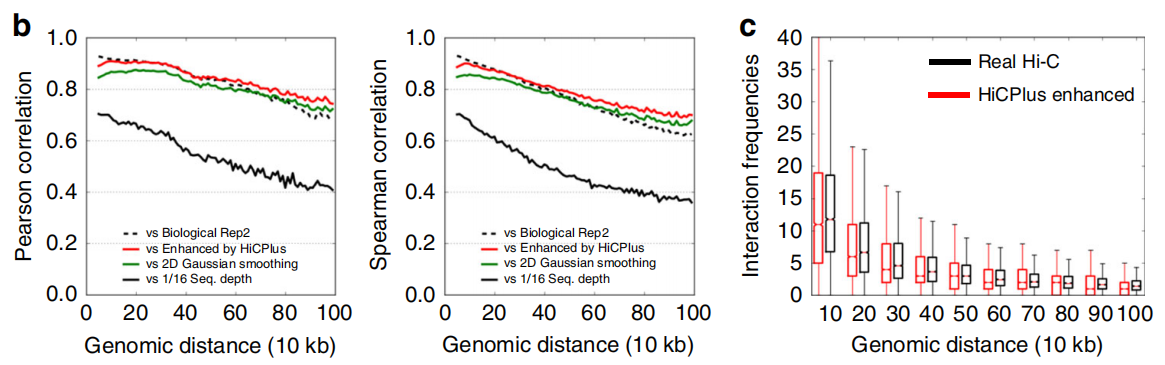 b
Pearson correlation
1.0
0.8
0.6
0.4
0.2
0.0
vs Biological Rep2
vs Enhanced by HiCPlus
vs 2D Gaussian smoothing
vs 1/16 Seq. depth
0 20 40 60 80 100
Genomic distance (10 kb)
Spearman correlation
1.0
0.8
0.6
0.4
0.2
0.0
vs Biological Rep2
vs Enhanced by HiCPlus
vs 2D Gaussian smoothing
vs 1/16 Seq. depth
0 20 40 60 80 100
Genomic distance (10 kb)
c
Interaction frequencies
40
35
30
25
20
15
10
5
0
Real Hi-C
HiCPlus enhanced
10 20 30 40 50 60 70 80 90 100
Genomic distance (10 kb)